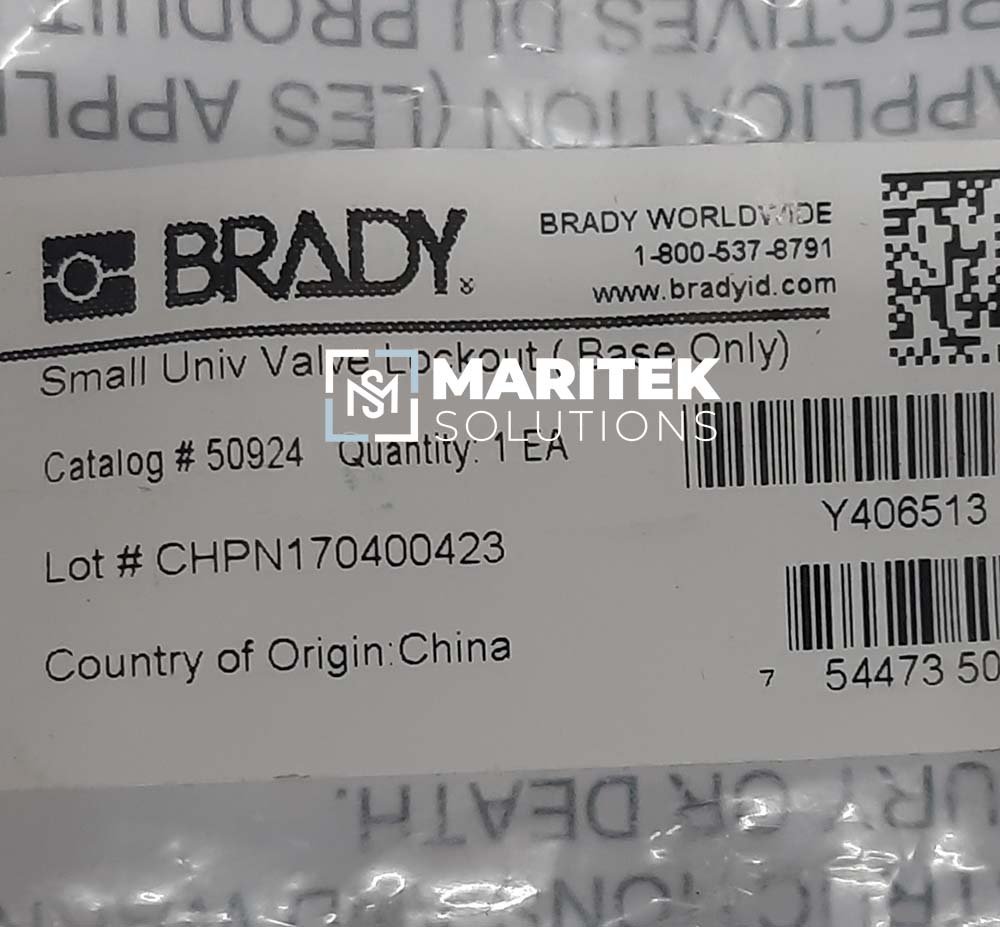 PRODUIT
DU
DIRECTIVES
APPLICATION (LES APPLI
BRADY
BRADY WORLDWIDE
1-800-537-8791
www.bradyid.com
Small Univ Valve Lockout ( Base Only)
MARITEK
SOLUTIONS
Catalog # 50924 Quantity: 1 EA
Y406513
Lot # CHPN170400423
Country of Origin:China
7 54473 50
OR DEATH.